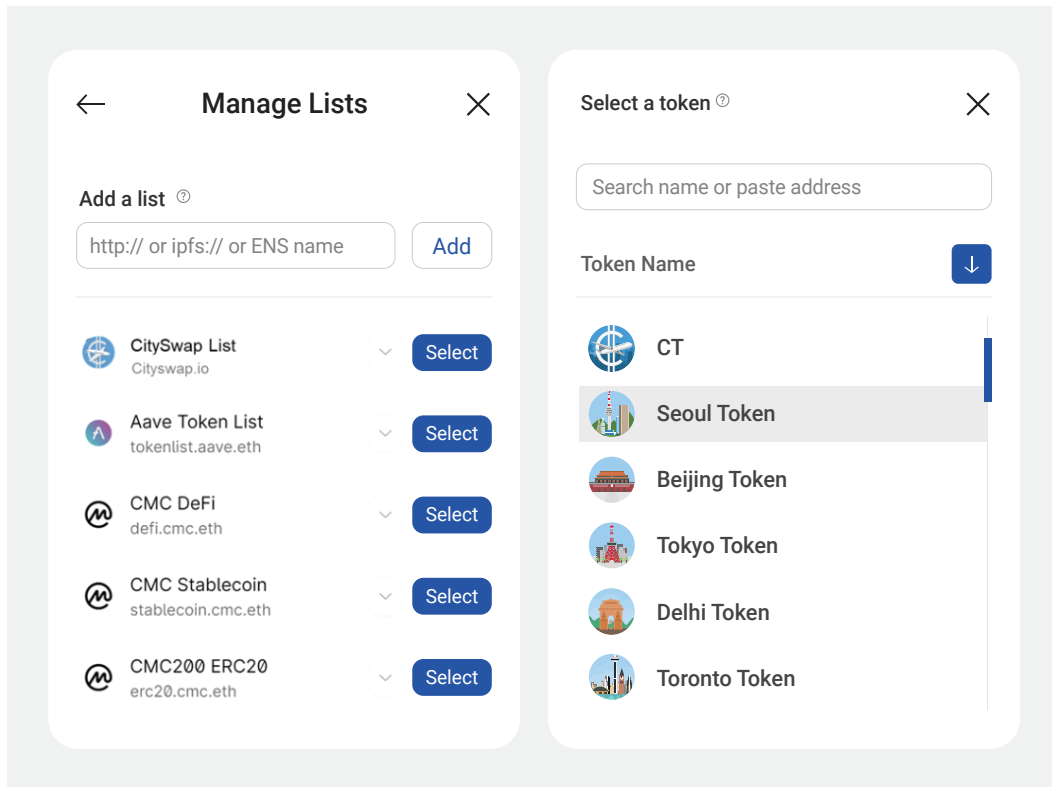 Manage Lists
Add a list ?
http:// or ipfs:// or ENS name
Add
CitySwap List
Cityswap.io
Select
Aave Token List
tokenlist.aave.eth
Select
CMC DeFi
defi.cmc.eth
Select
CMC Stablecoin
stablecoin.cmc.eth
Select
CMC200 ERC20
erc20.cmc.eth
Select
Select a token ?
Search name or paste address
Token Name
CT
Seoul Token
Beijing Token
Tokyo Token
Delhi Token
Toronto Token